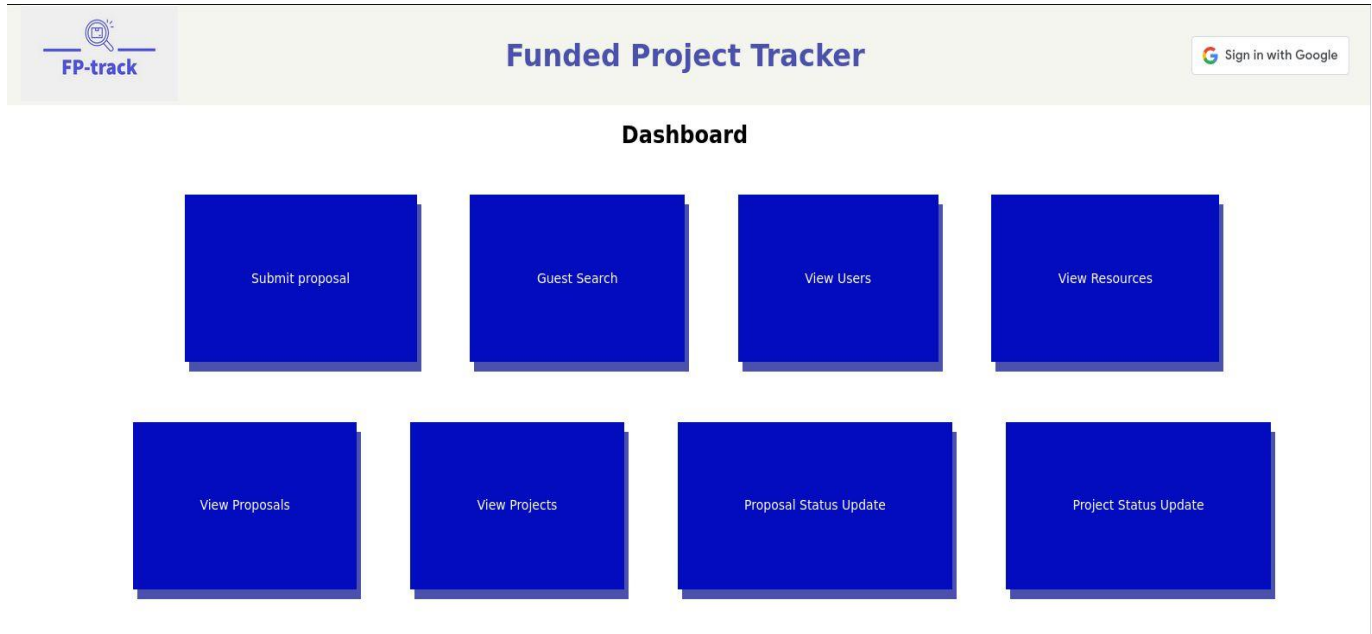 FP-track
Funded Project Tracker
Sign in with Google
Dashboard
Submit proposal
Guest Search
View Users
View Resources
View Proposals
View Projects
Proposal Status Update
Project Status Update